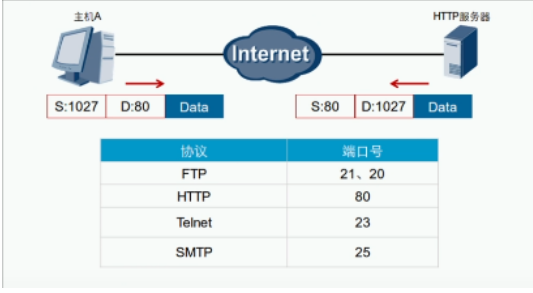 主机A
HTTP服务器
Internet
S:1027 D:80 Data
S:80 D:1027 Data
协议 端口号
FTP 21、20
HTTP 80
Telnet 23
SMTP 25